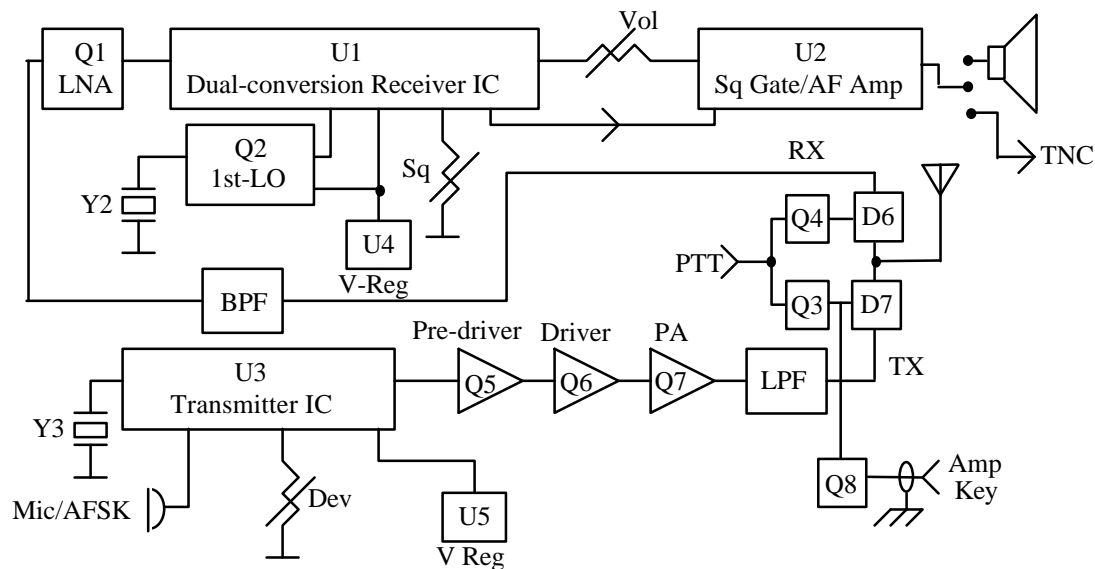 Vol
Q1
LNA
U1
Dual-conversion Receiver IC
U2
Sq Gate/AF Amp
Q2
1st-LO
Sq
RX
TNC
Y2
U4
V-Reg
Q4
D6
PTT
BPF
Q3
D7
Pre-driver
Driver
PA
U3
Transmitter IC
Q5
Q6
Q7
LPF
TX
Y3
Mic/AFSK
Dev
U5
V Reg
Q8
Amp
Key